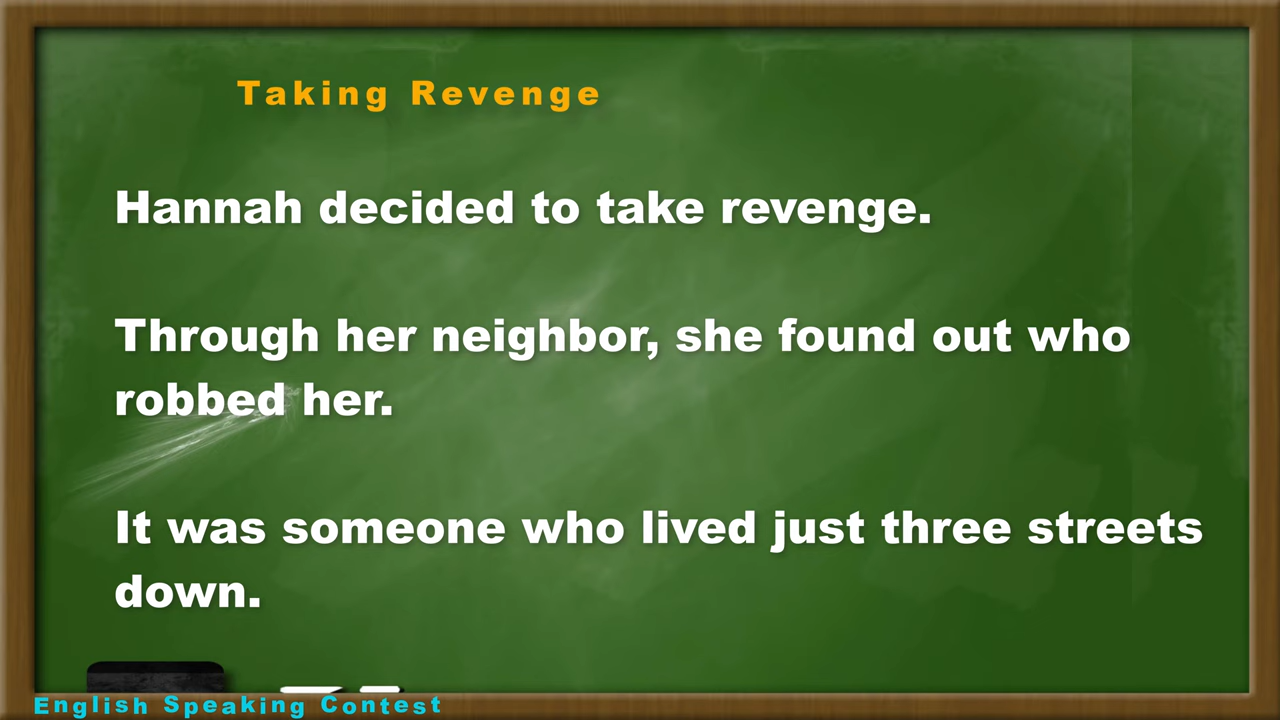 Taking Revenge
Hannah decided to take revenge.
Through her neighbor, she found out who
robbed her.
It was someone who lived just three streets
down.
English Speaking Contest